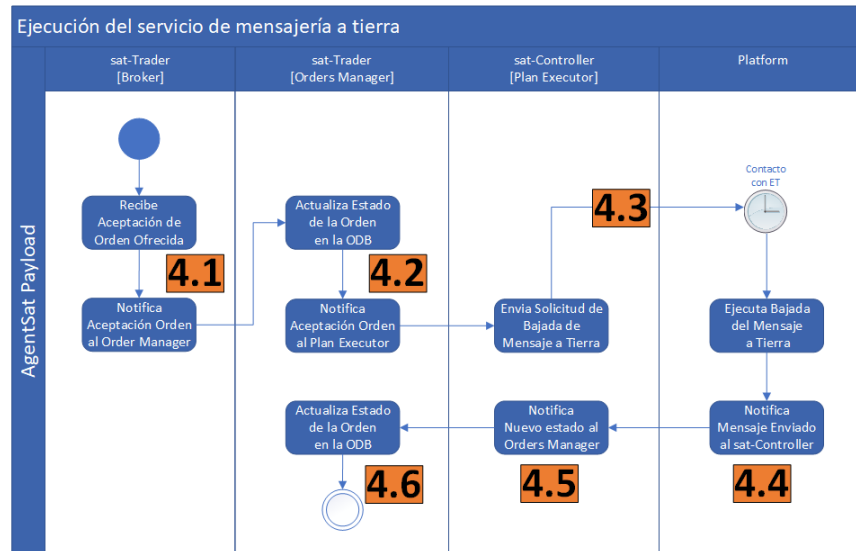 Ejecución del servicio de mensajería a tierra
sat-Trader
[Broker]
sat-Trader
[Orders Manager]
sat-Controller
[Plan Executor]
Platform
AgentSat Payload
Contacto
con ET
Recibe
Aceptación de
Orden Ofrecida
Actualiza Estado
de la Orden
en la ODB
4.3
4.1
4.2
Notifica
Aceptación Orden
al Order Manager
Notifica
Aceptación Orden
al Plan Executor
Envia Solicitud de
Bajada de
Mensaje a Tierra
Ejecuta Bajada
del Mensaje
a Tierra
Actualiza Estado
de la Orden
en la ODB
Notifica
Nuevo estado al
Orders Manager
Notifica
Mensaje Enviado
al sat-Controller
4.6
4.5
4.4